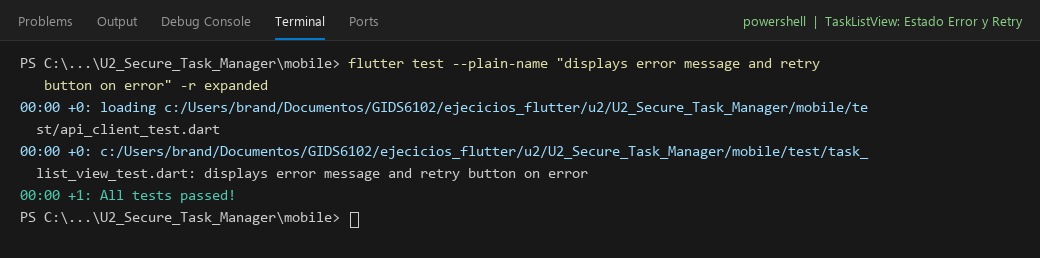 Problems Output Debug Console Terminal Ports powershell | TaskListView: Estado Error y Retry
PS C:\...\U2_Secure_Task_Manager\mobile> flutter test --plain-name "displays error message and retry
button on error" -r expanded
00:00 +0: loading c:/Users/brand/Documentos/GIDS6102/ejecicios_flutter/u2/U2_Secure_Task_Manager/mobile/te
st/api_client_test.dart
00:00 +0: c:/Users/brand/Documentos/GIDS6102/ejecicios_flutter/u2/U2_Secure_Task_Manager/mobile/test/task_
list_view_test.dart: displays error message and retry button on error
00:00 +1: All tests passed!
PS C:\...\U2_Secure_Task_Manager\mobile>